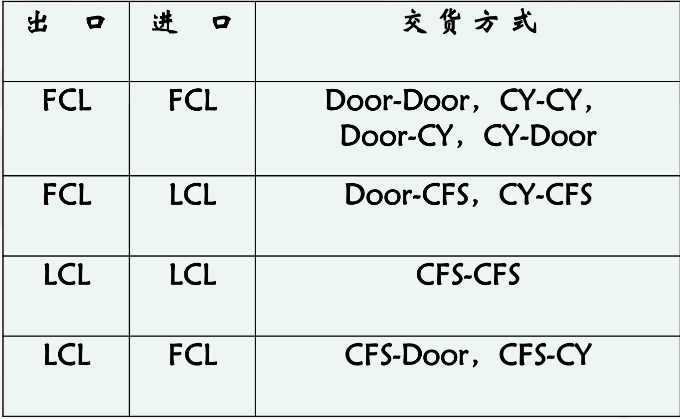 出 口 进 口 交货方式
FCL FCL Door-Door，CY-CY，
Door-CY，CY-Door
FCL LCL Door-CFS，CY-CFS
LCL LCL CFS-CFS
LCL FCL CFS-Door，CFS-CY